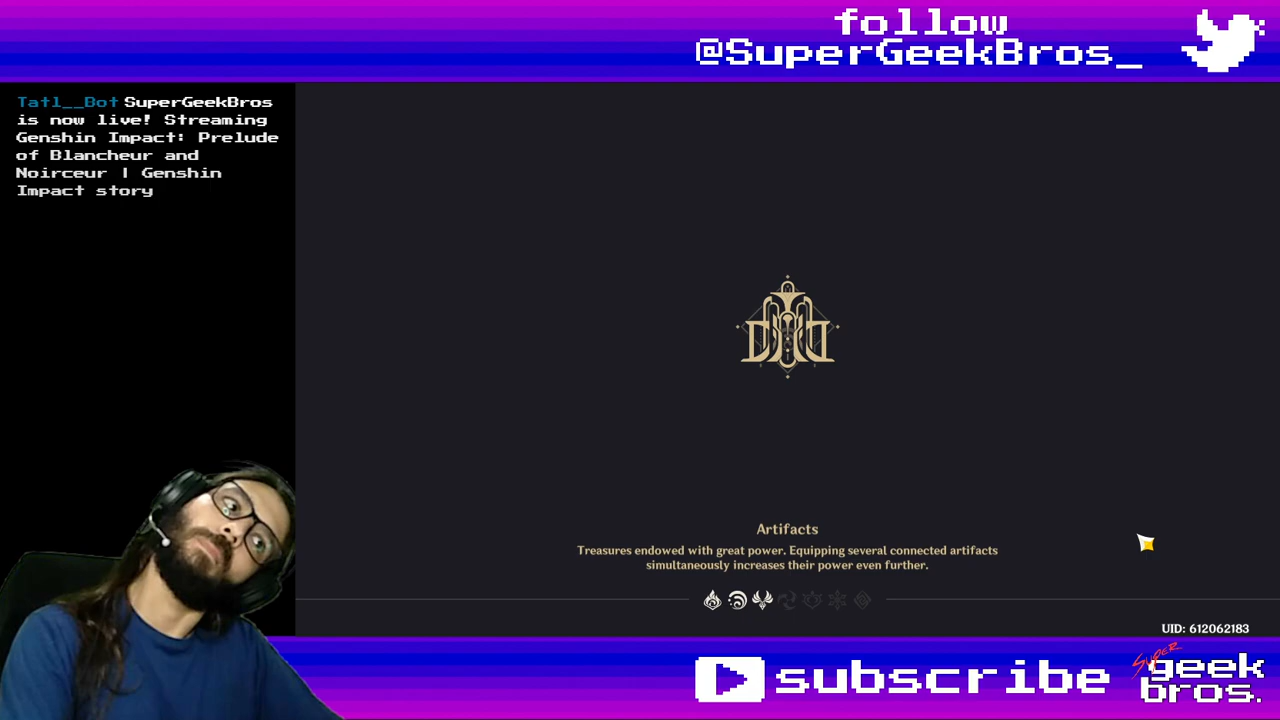 follow
@SuperGeekBros_
Tatl__Bot SuperGeekBros
is now live! Streaming
Genshin Impact: Prelude
of Blancheur and
Noirceur | Genshin
Impact story
Artifacts
Treasures endowed with great power. Equipping several connected artifacts
simultaneously increases their power even further.
UID: 612062183
subscribe
SUPER
geek
bros.